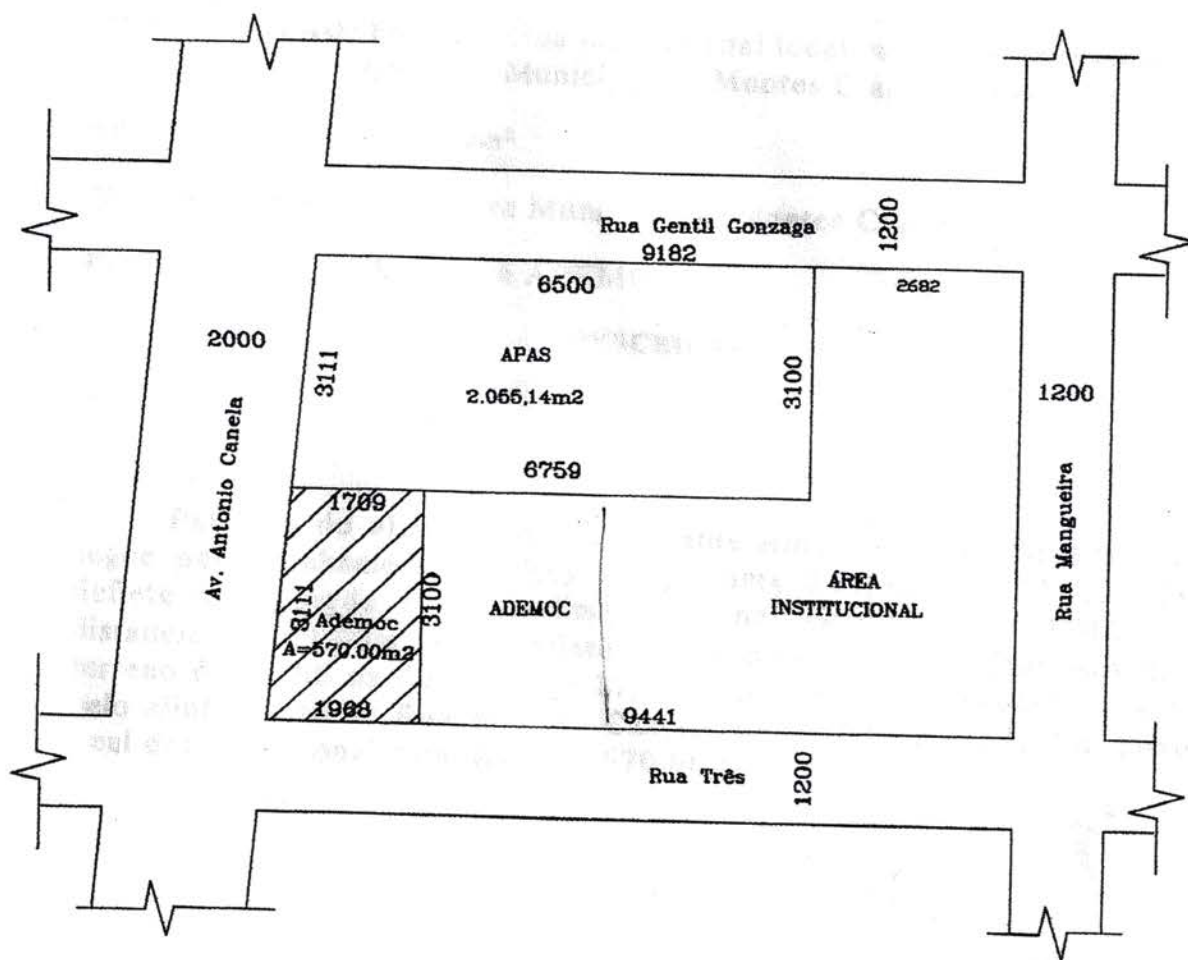 Rua Gentil Gonzaga
9182
1200
6500
2682
2000
3111
APAS
2.055,14m2
3100
1200
Av. Antonio Canela
6759
Rua Mangueira
1709
3111
Ademoc
A=570.00m2
3100
ADEMOC
ÁREA
INSTITUCIONAL
1968
9441
Rua Três
1200